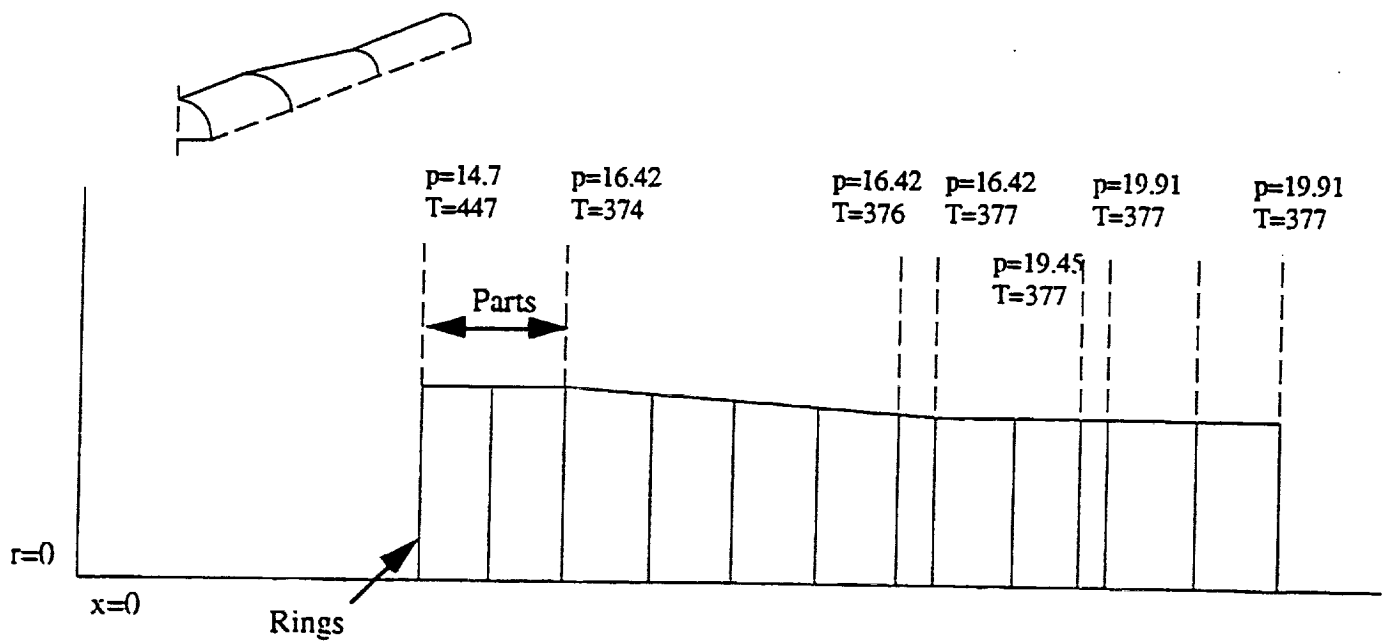 p=14.7
T=447
p=16.42
T=374
p=16.42
T=376
p=16.42
T=377
p=19.91
T=377
p=19.91
T=377
p=19.45
T=377
Parts
r=0
x=0
Rings